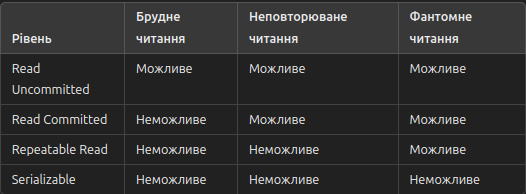 Рівень Брудне читання Неповторюване читання Фантомне читання
Read Uncommitted Можливе Можливе Можливе
Read Committed Неможливе Можливе Можливе
Repeatable Read Неможливе Неможливе Можливе
Serializable Неможливе Неможливе Неможливе